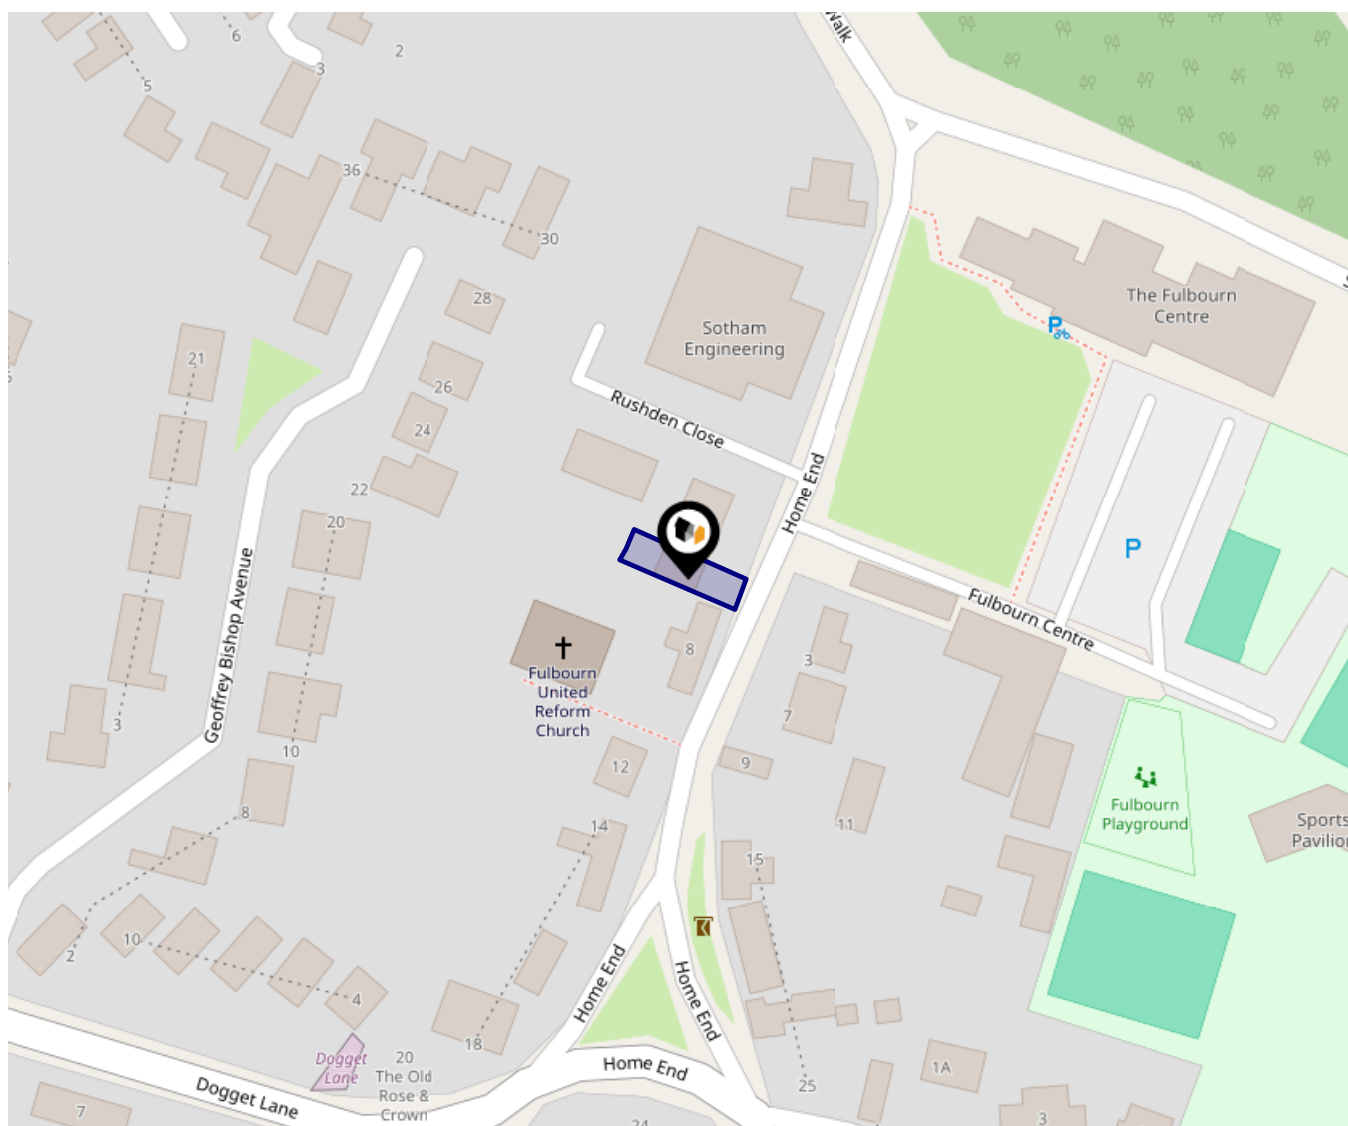 Walk
6
2
3
5
36
30
28
The Fulbourn
Centre
P
Sotham
Engineering
21
26
Rushden Close
24
22
20
Home End
P
Geoffrey Bishop Avenue
Fulbourn Centre
8
3
Fulbourn
United
Reform
Church
7
3
10
12
9
Fulbourn
Playground
8
14
11
Sports
Pavilion
15
10
2
4
Home End
Home End
18
Dogget
Lane
20
The Old
Rose &
Crown
Home End
1A
25
Dogget Lane
7
3
24